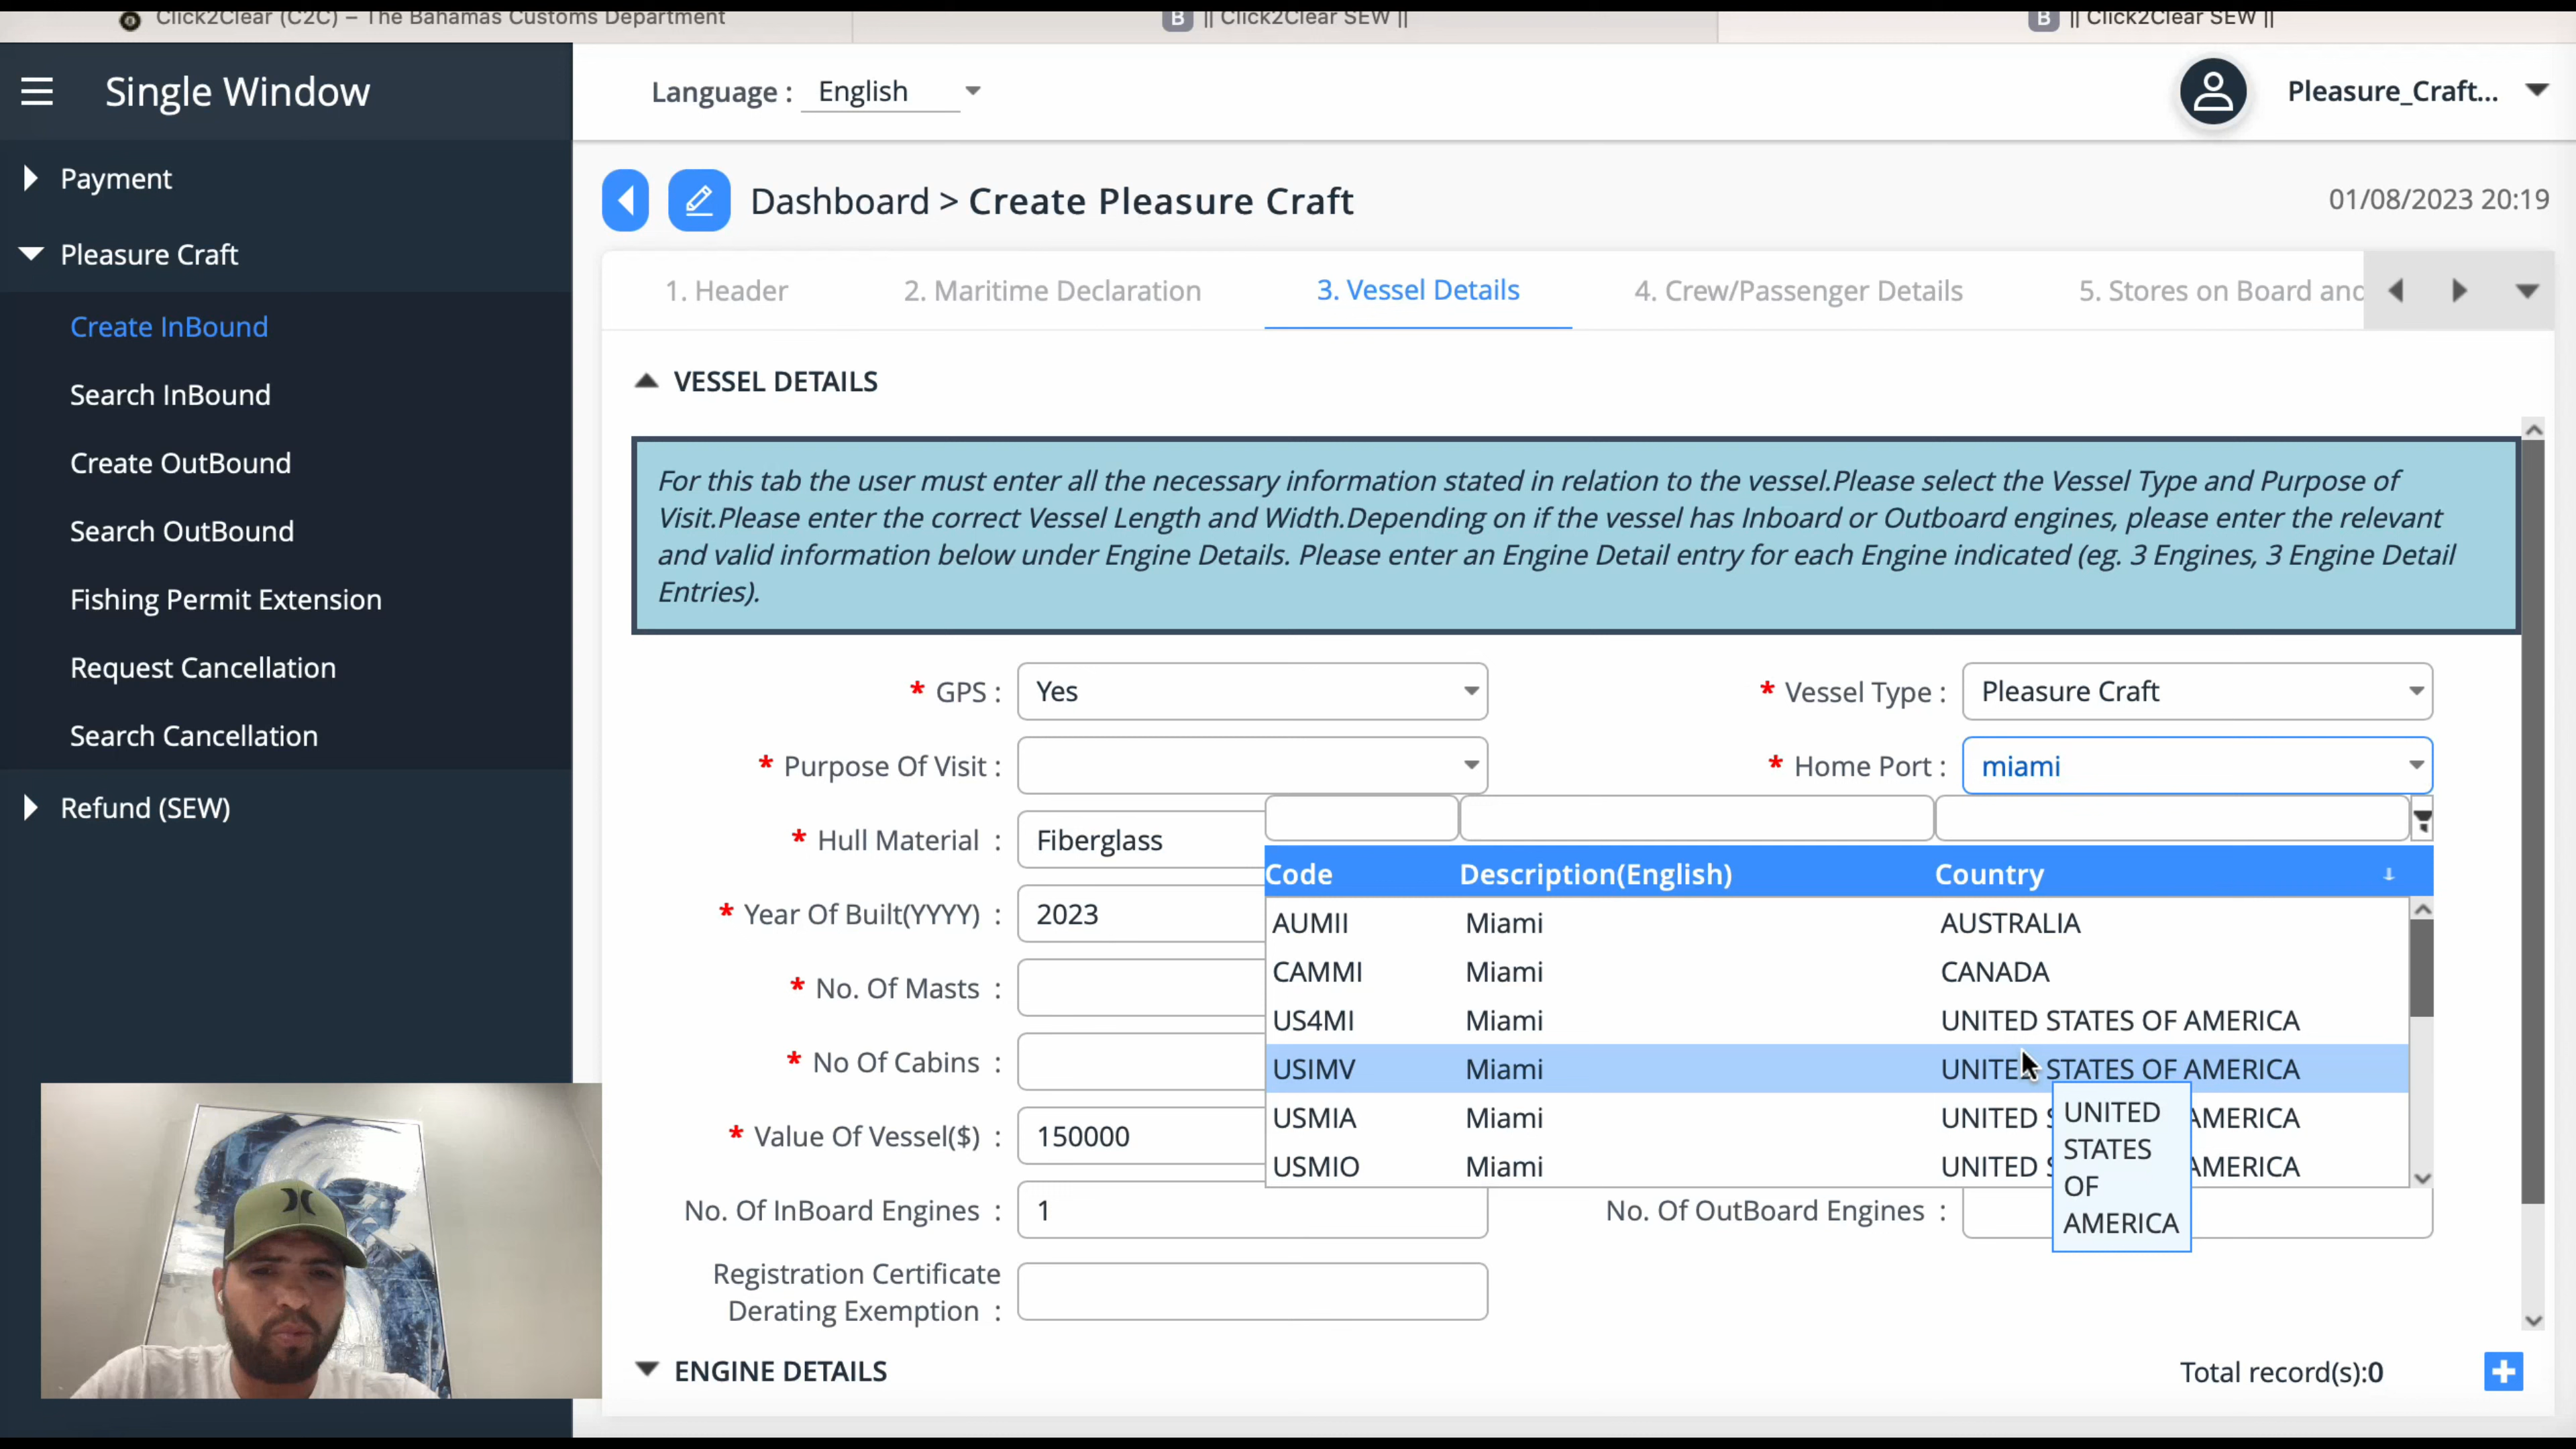 Click2Clear (C2C) – The Bahamas Customs Department
B || Click2Clear SEW ||
B || Click2Clear SEW ||
Single Window
Language : English
Pleasure_Craft...
Payment
Pleasure Craft
Create InBound
Search InBound
Create OutBound
Search OutBound
Fishing Permit Extension
Request Cancellation
Search Cancellation
Refund (SEW)
Dashboard > Create Pleasure Craft
01/08/2023 20:19
1. Header
2. Maritime Declaration
3. Vessel Details
4. Crew/Passenger Details
5. Stores on Board and
VESSEL DETAILS
For this tab the user must enter all the necessary information stated in relation to the vessel.Please select the Vessel Type and Purpose of
Visit.Please enter the correct Vessel Length and Width.Depending on if the vessel has Inboard or Outboard engines, please enter the relevant
and valid information below under Engine Details. Please enter an Engine Detail entry for each Engine indicated (eg. 3 Engines, 3 Engine Detail
Entries).
* GPS : Yes
* Vessel Type : Pleasure Craft
* Purpose Of Visit :
* Home Port : miami
* Hull Material : Fiberglass
* Year Of Built(YYYY) : 2023
* No. Of Masts :
* No Of Cabins :
* Value Of Vessel($) : 150000
Code Description(English) Country
AUMII Miami AUSTRALIA
CAMMI Miami CANADA
US4MI Miami UNITED STATES OF AMERICA
USIMV Miami UNITED STATES OF AMERICA
USMIA Miami UNITED S AMERICA
USMIO Miami UNITED S AMERICA
UNITED
STATES
OF
AMERICA
No. Of InBoard Engines : 1
No. Of OutBoard Engines :
Registration Certificate
Derating Exemption :
ENGINE DETAILS
Total record(s):0